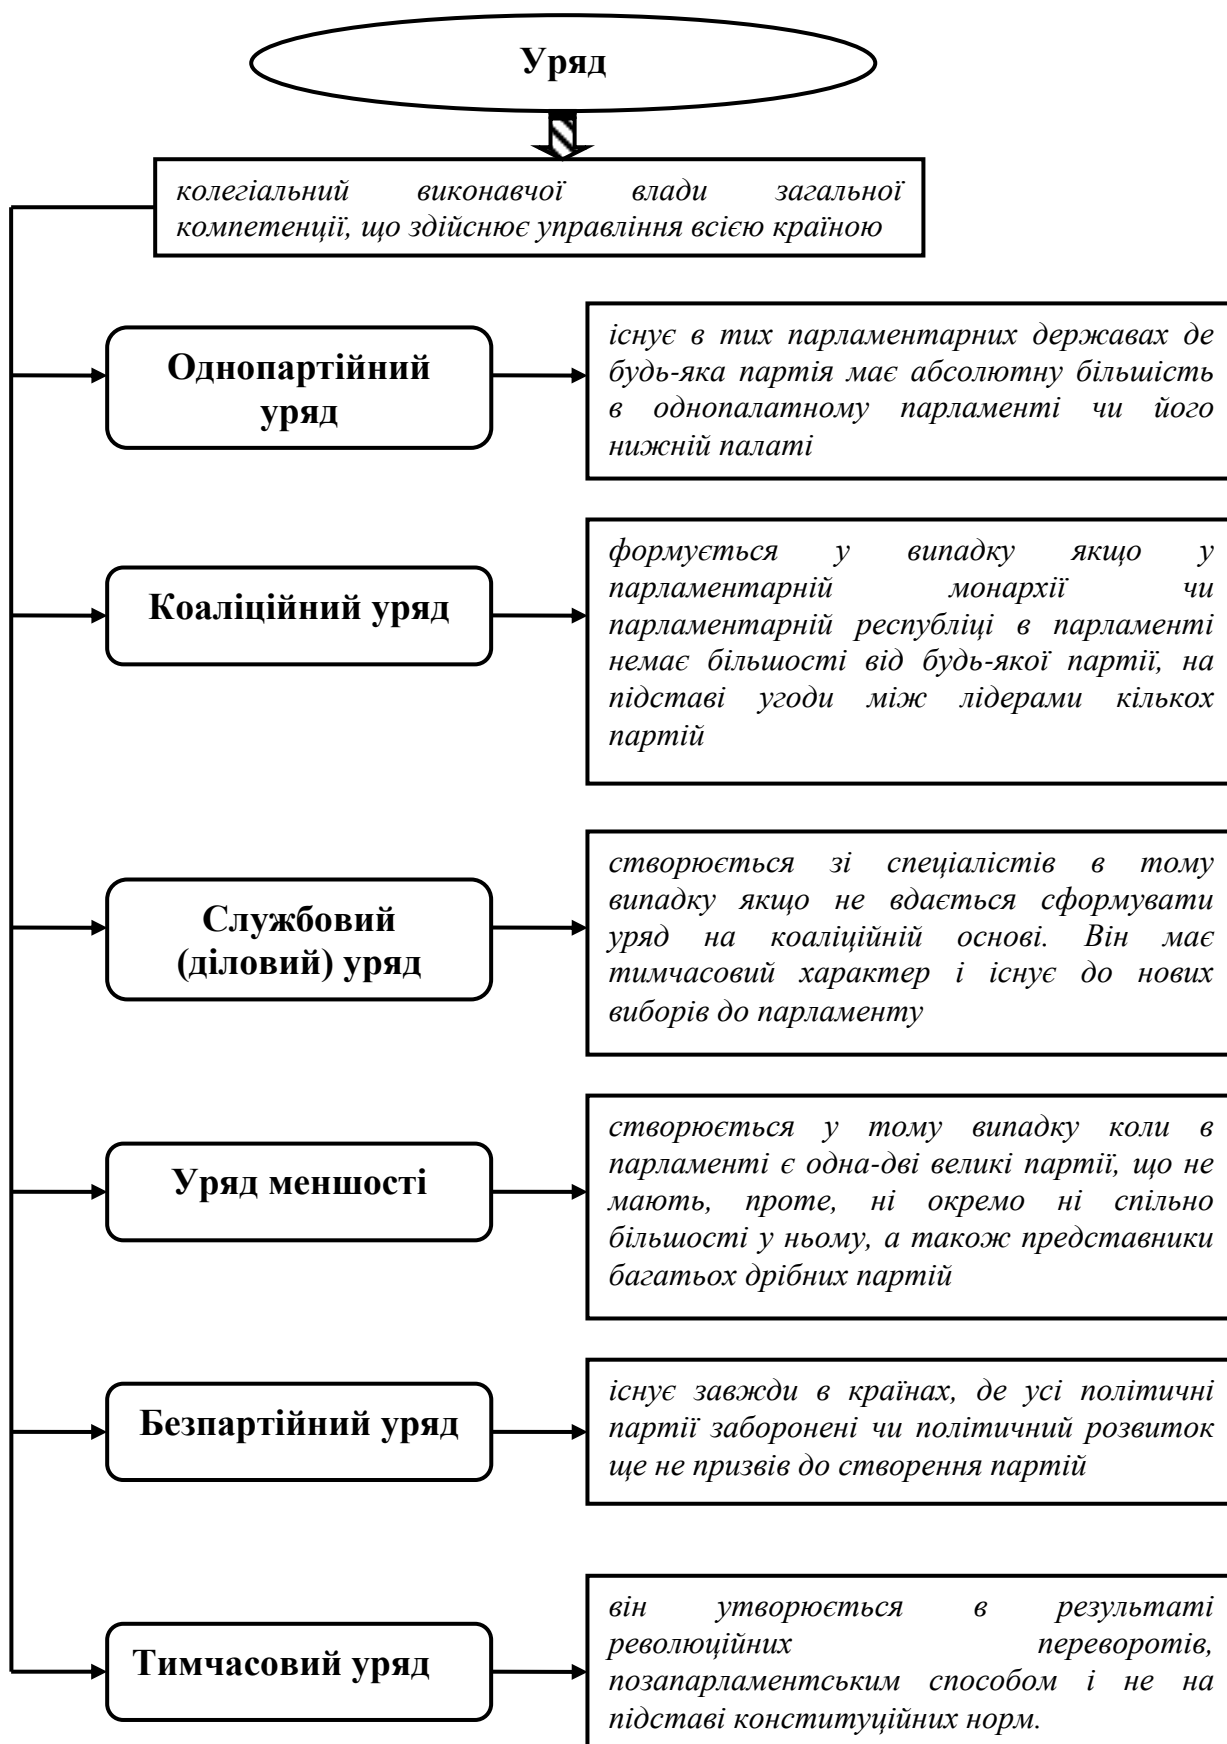 Уряд
колегіальний виконавчої влади загальної
компетенції, що здійснює управління всією країною
Однопартійний
уряд
існує в тих парламентарних державах де
будь-яка партія має абсолютну більшість
в однопалатному парламенті чи його
нижній палаті
Коаліційний уряд
формується у випадку якщо у
парламентарній монархії чи
парламентарній республіці в парламенті
немає більшості від будь-якої партії, на
підставі угоди між лідерами кількох
партій
Службовий
(діловий) уряд
створюється зі спеціалістів в тому
випадку якщо не вдається сформувати
уряд на коаліційній основі. Він має
тимчасовий характер і існує до нових
виборів до парламенту
Уряд меншості
створюється у тому випадку коли в
парламенті є одна-дві великі партії, що не
мають, проте, ні окремо ні спільно
більшості у ньому, а також представники
багатьох дрібних партій
Безпартійний уряд
існує завжди в країнах, де усі політичні
партії заборонені чи політичний розвиток
ще не призвів до створення партій
Тимчасовий уряд
він утворюється в результаті
революційних переворотів,
позапарламентським способом і не на
підставі конституційних норм.